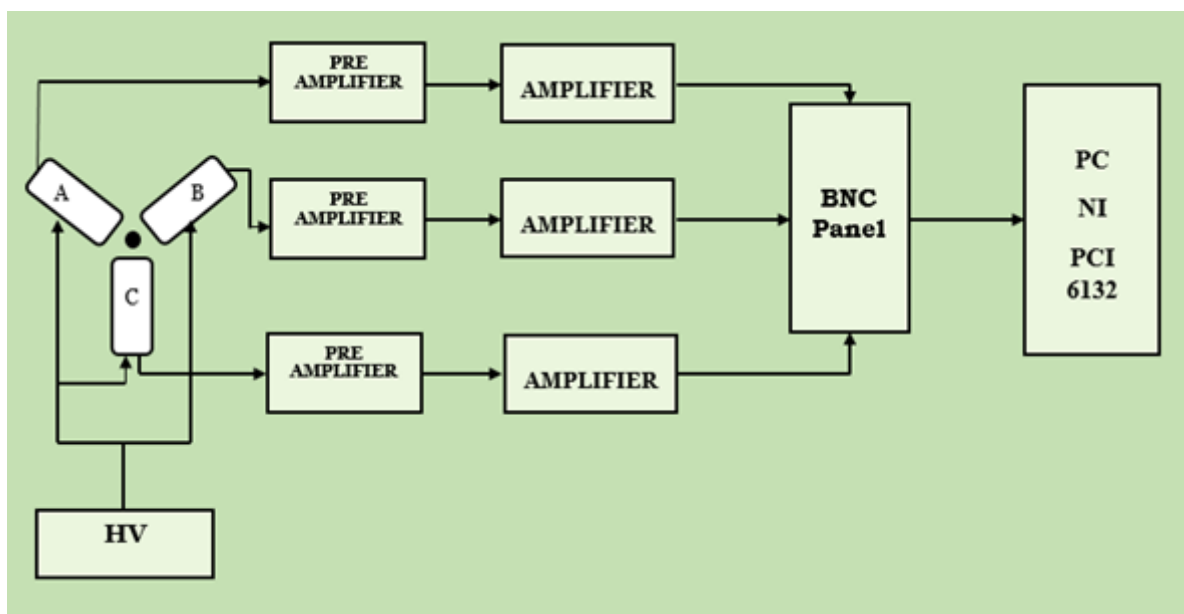 PRE
AMPLIFIER
AMPLIFIER
A
B
PRE
AMPLIFIER
AMPLIFIER
BNC
Panel
PC
NI
PCI
6132
C
PRE
AMPLIFIER
AMPLIFIER
HV